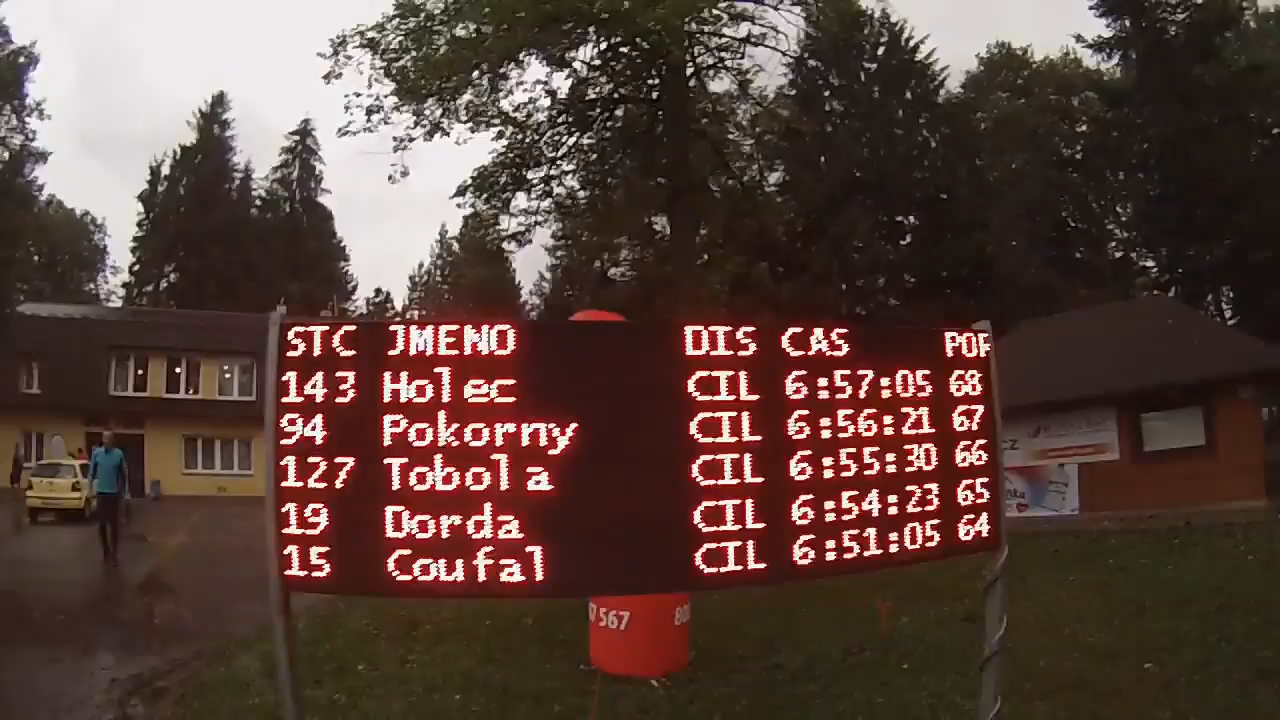 STC JMENO DIS CAS POR
143 Holec CIL 6:57:05 68
94 Pokorny CIL 6:56:21 67
127 Tobola CIL 6:55:30 66
19 Dorda CIL 6:54:23 65
15 Coufal CIL 6:51:05 64
567